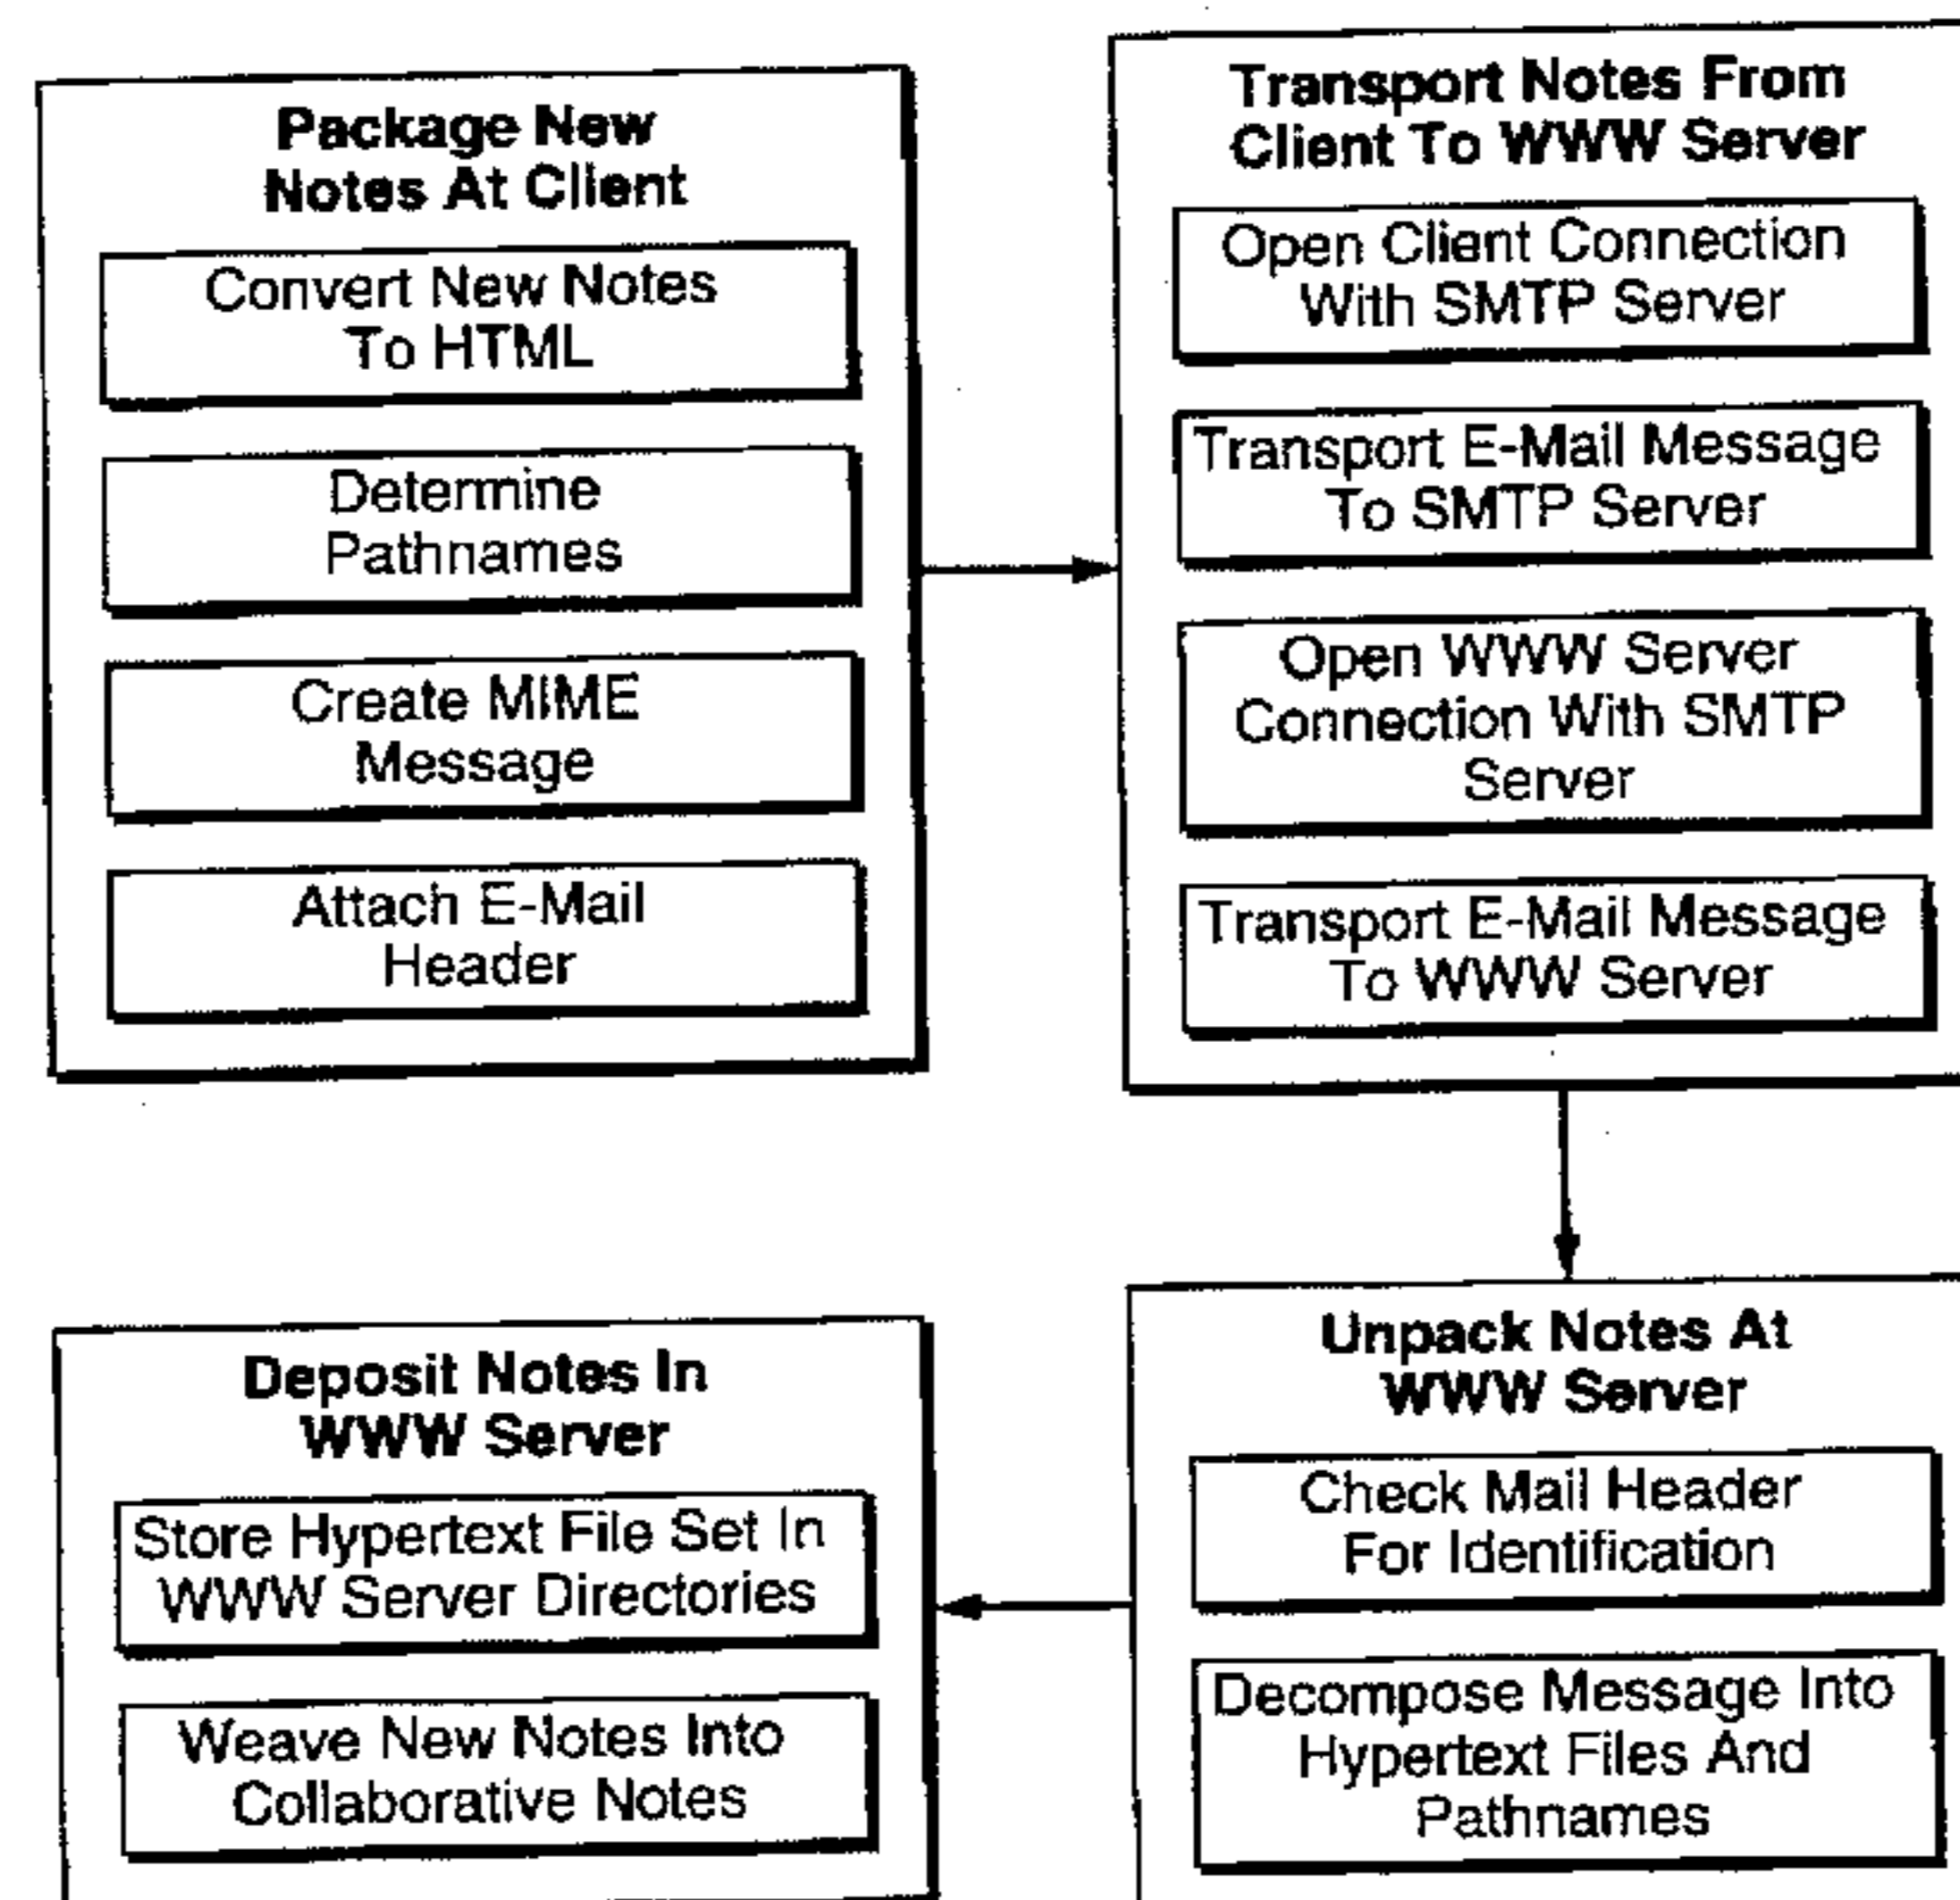 Package New
Notes At Client
Convert New Notes
To HTML
Determine
Pathnames
Create MIME
Message
Attach E-Mail
Header
Transport Notes From
Client To WWW Server
Open Client Connection
With SMTP Server
Transport E-Mail Message
To SMTP Server
Open WWW Server
Connection With SMTP
Server
Transport E-Mail Message
To WWW Server
Unpack Notes At
WWW Server
Check Mail Header
For Identification
Decompose Message Into
Hypertext Files And
Pathnames
Deposit Notes In
WWW Server
Store Hypertext File Set In
WWW Server Directories
Weave New Notes Into
Collaborative Notes